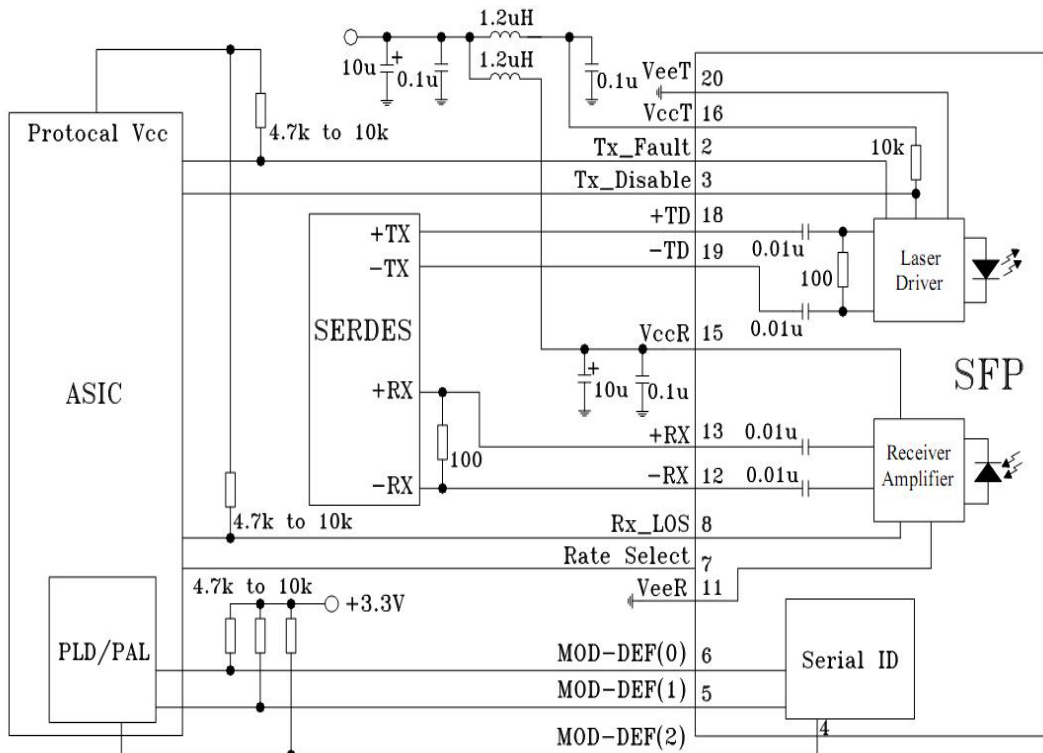 1.2uH
10u
+
0.1u
1.2uH
0.1u
VeeT 20
VccT 16
Protocal Vcc
4.7k to 10k
Tx_Fault 2
10k
Tx_Disable 3
+TD 18
+TX
-TD 19
0.01u
-TX
100
Laser
Driver
SERDES
0.01u
VccR 15
+
10u
0.1u
SFP
ASIC
+RX
+RX 13
0.01u
100
Receiver
Amplifier
-RX
-RX 12
0.01u
4.7k to 10k
Rx_LOS 8
Rate Select 7
4.7k to 10k
VeeR 11
+3.3V
PLD/PAL
MOD-DEF(0) 6
Serial ID
MOD-DEF(1) 5
MOD-DEF(2) 4